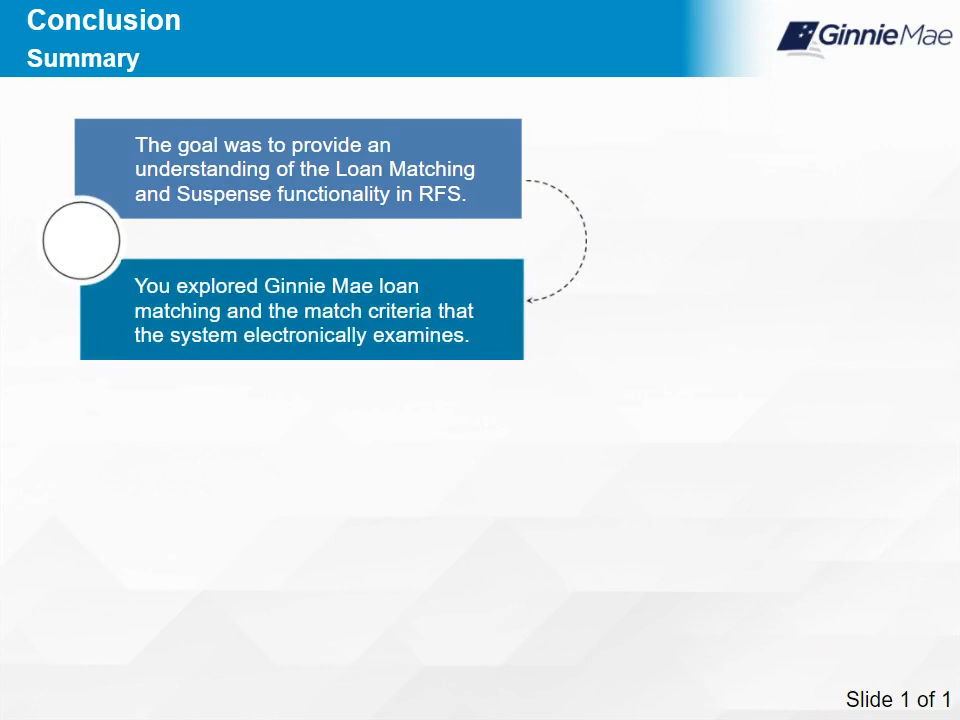 Conclusion
Summary
GinnieMae
The goal was to provide an
understanding of the Loan Matching
and Suspense functionality in RFS.
You explored Ginnie Mae loan
matching and the match criteria that
the system electronically examines.
Slide 1 of 1